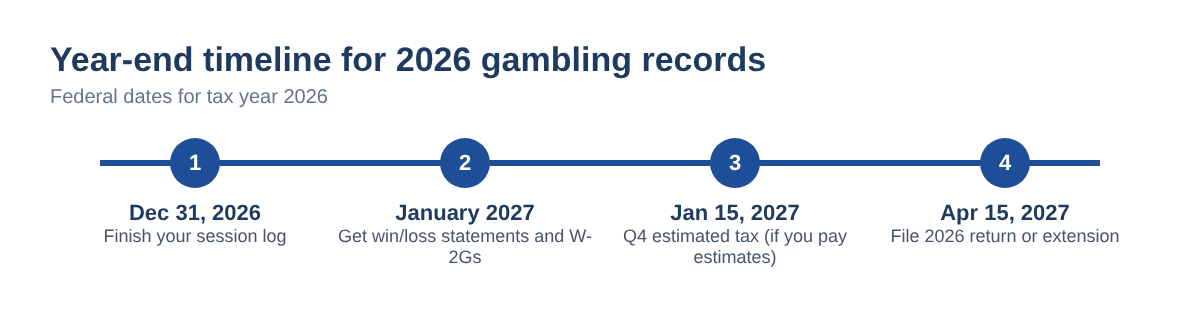 Year-end timeline for 2026 gambling records
Federal dates for tax year 2026
1
2
3
4
Dec 31, 2026
Finish your session log
January 2027
Get win/loss statements and W-
2Gs
Jan 15, 2027
Q4 estimated tax (if you pay
estimates)
Apr 15, 2027
File 2026 return or extension